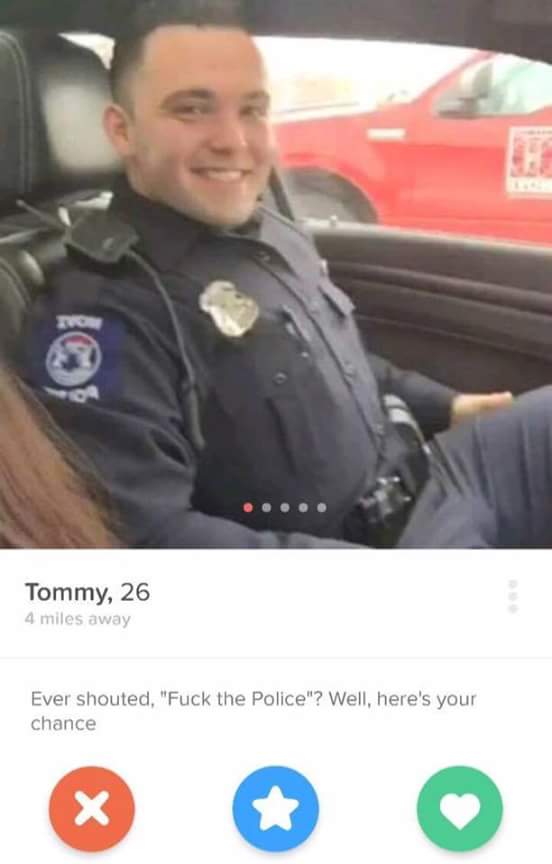 Tommy, 26
4 miles away
Ever shouted, "Fuck the Police"? Well, here's your
chance